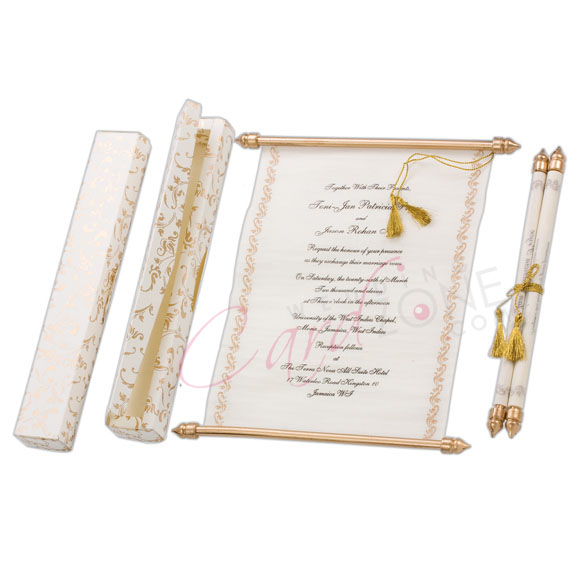 Together With Their Parents,
Toni-Jan Patricia
and
Jason Rohan
Request the honour of your presence
as they exchange their marriage vows
On Saturday, the twenty-sixth of March
Two thousand and eleven
at Three o'clock in the afternoon
University of the West Indies Chapel,
Mona Jamaica, West Indies
Reception follows
at
The Terra Nova All Suite Hotel
17 Waterloo Road Kingston 10
Jamaica WI